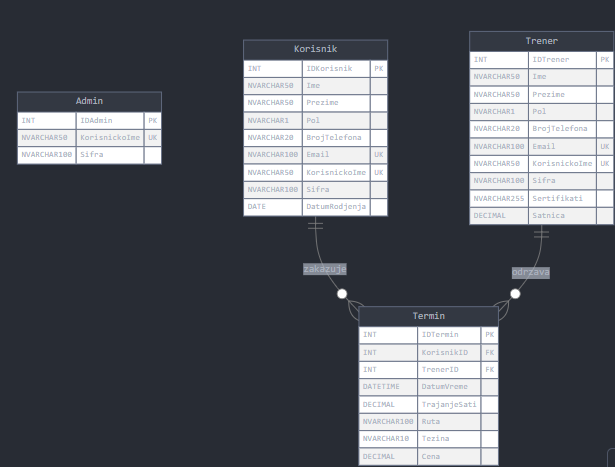 Admin
INT IDAdmin PK
NVARCHAR50 KorisnickoIme UK
NVARCHAR100 Sifra
Korisnik
INT IDKorisnik PK
NVARCHAR50 Ime
NVARCHAR50 Prezime
NVARCHAR1 Pol
NVARCHAR20 BrojTelefona
NVARCHAR100 Email UK
NVARCHAR50 KorisnickoIme UK
NVARCHAR100 Sifra
DATE DatumRodjenja
Trener
INT IDTrener PK
NVARCHAR50 Ime
NVARCHAR50 Prezime
NVARCHAR1 Pol
NVARCHAR20 BrojTelefona
NVARCHAR100 Email UK
NVARCHAR50 KorisnickoIme UK
NVARCHAR100 Sifra
NVARCHAR255 Sertifikati
DECIMAL Satnica
zakazuje
odrzava
Termin
INT IDTermin PK
INT KorisnikID FK
INT TrenerID FK
DATETIME DatumVreme
DECIMAL TrajanjeSati
NVARCHAR100 Ruta
NVARCHAR10 Tezina
DECIMAL Cena